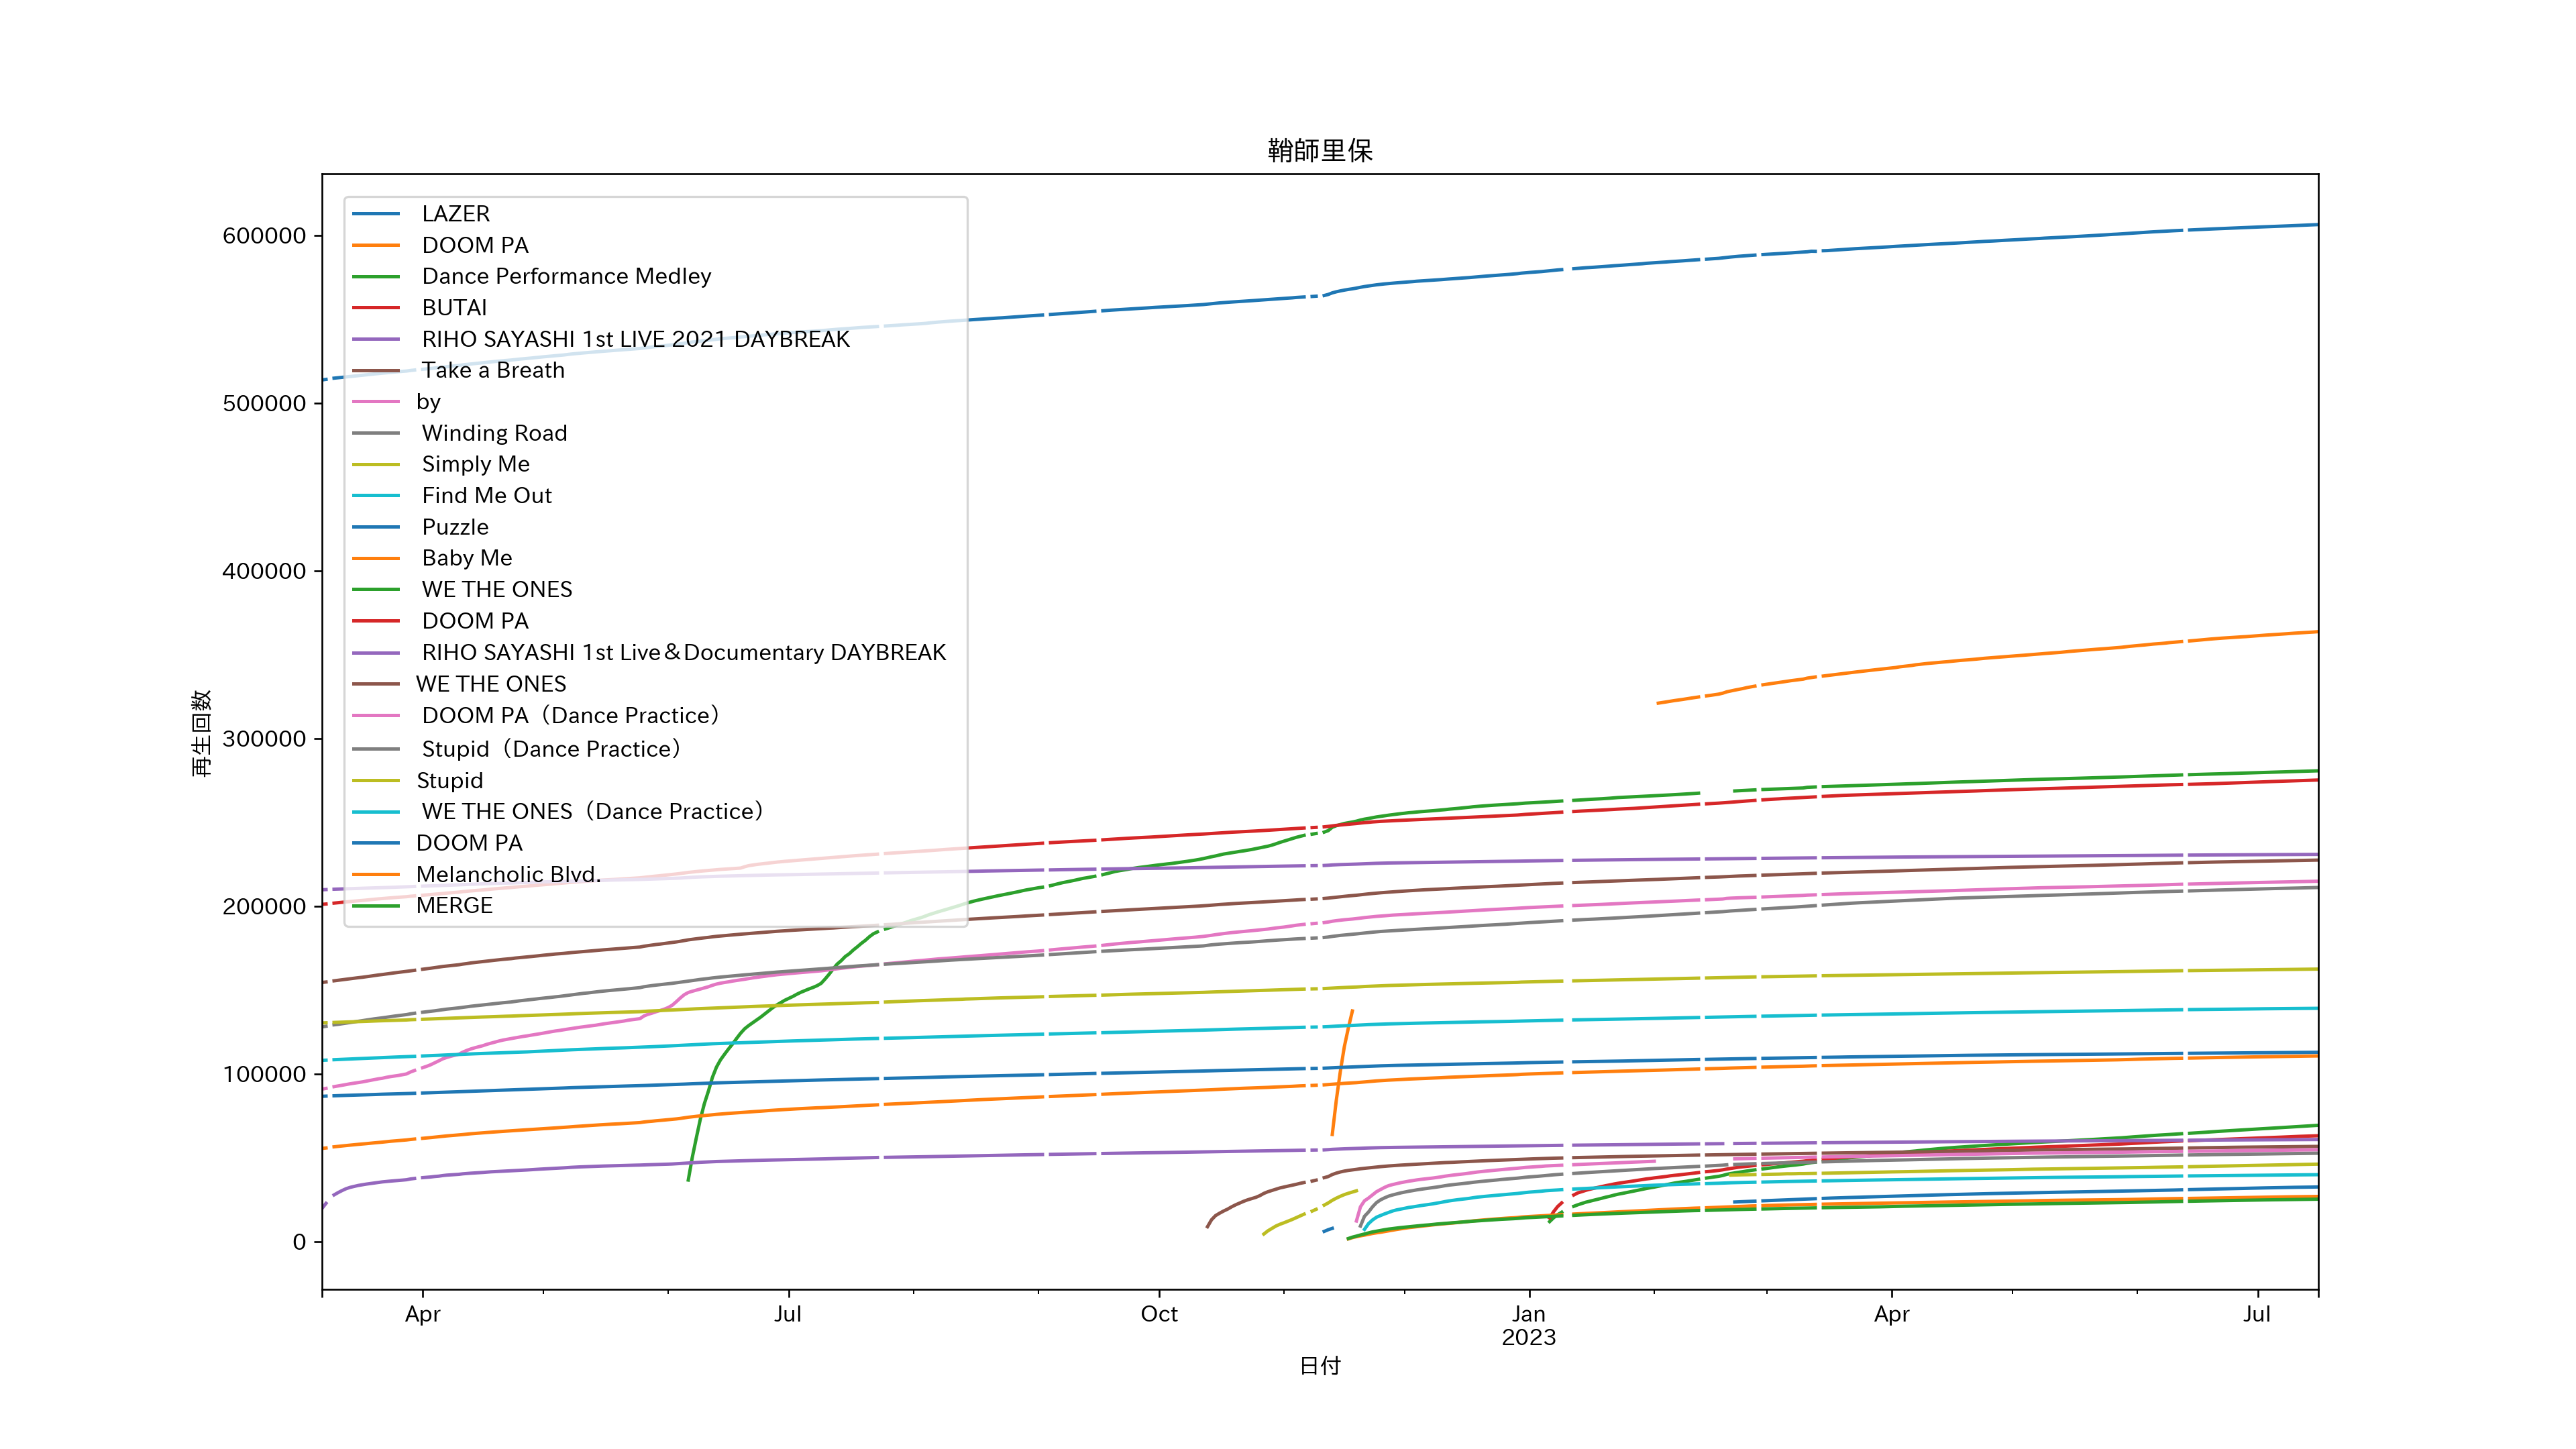 鞘師里保
LAZER
DOOM PA
Dance Performance Medley
BUTAI
RIHO SAYASHI 1st LIVE 2021 DAYBREAK
Take a Breath
by
Winding Road
Simply Me
Find Me Out
Puzzle
Baby Me
WE THE ONES
DOOM PA
RIHO SAYASHI 1st Live＆Documentary DAYBREAK
WE THE ONES
DOOM PA（Dance Practice）
Stupid（Dance Practice）
Stupid
WE THE ONES（Dance Practice）
DOOM PA
Melancholic Blvd.
MERGE
再生回数
600000
500000
400000
300000
200000
100000
0
Apr Jul Oct Jan Apr Jul
2023
日付